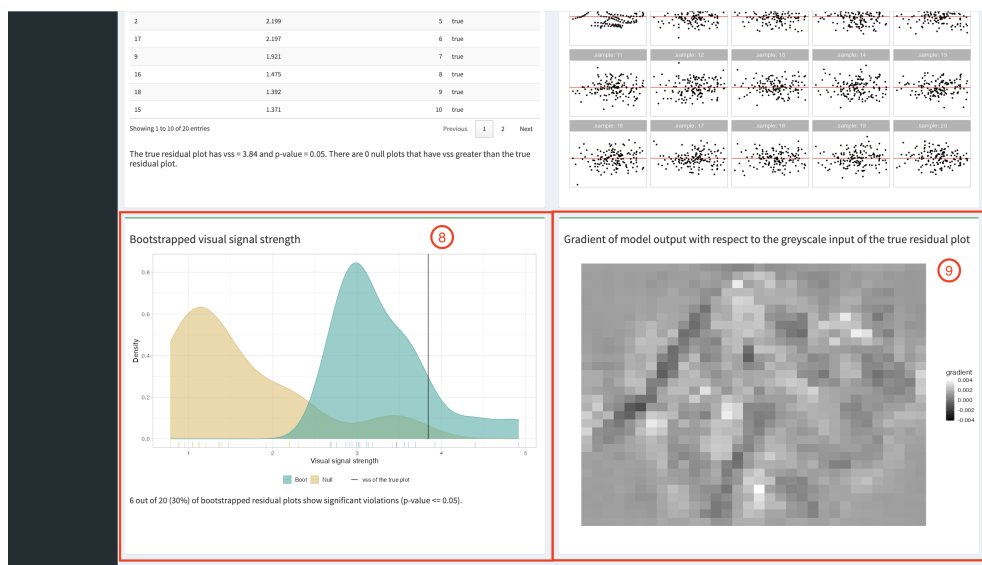 2 2.199 5 true
17 2.197 6 true
9 1.921 7 true
16 1.475 8 true
18 1.392 9 true
15 1.371 10 true
Showing 1 to 10 of 20 entries
Previous 1 2 Next
The true residual plot has vss = 3.84 and p-value = 0.05. There are 0 null plots that have vss greater than the true
residual plot.
.sample: 11 .sample: 12 .sample: 13 .sample: 14 .sample: 15
.sample: 16 .sample: 17 .sample: 18 .sample: 19 .sample: 20
Bootstrapped visual signal strength
8
Density
0.8
0.6
0.4
0.2
0.0
1 2 3 4 5
Visual signal strength
Boot Null vss of the true plot
6 out of 20 (30%) of bootstrapped residual plots show significant violations (p-value <= 0.05).
Gradient of model output with respect to the greyscale input of the true residual plot
9
gradient
0.004
0.002
0.000
-0.002
-0.004